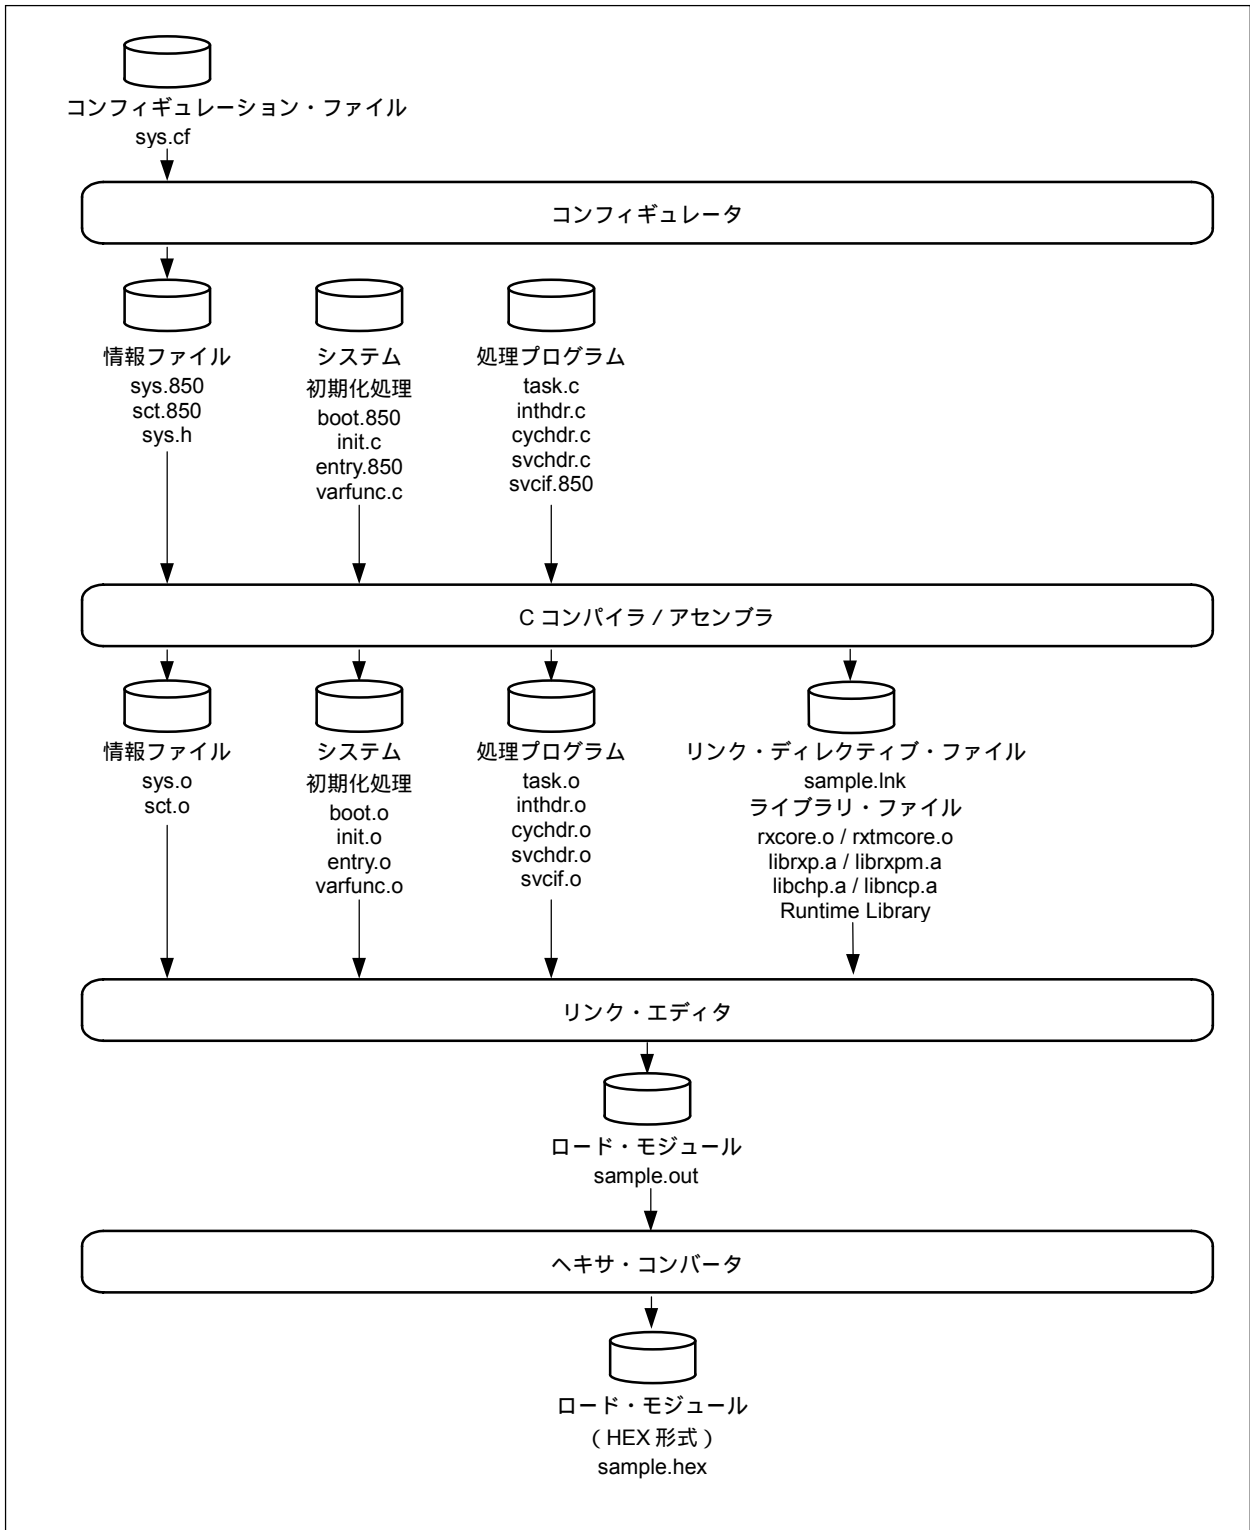 コンフィギュレーション・ファイル
sys.cf
コンフィギュレータ
情報ファイル
sys.850
sct.850
sys.h
システム
初期化処理
boot.850
init.c
entry.850
varfunc.c
処理プログラム
task.c
inthdr.c
cychdr.c
svchdr.c
svcif.850
C コンパイラ / アセンブラ
情報ファイル
sys.o
sct.o
システム
初期化処理
boot.o
init.o
entry.o
varfunc.o
処理プログラム
task.o
inthdr.o
cychdr.o
svchdr.o
svcif.o
リンク・ディレクティブ・ファイル
sample.lnk
ライブラリ・ファイル
rxcore.o / rxtmcore.o
librxp.a / librxpm.a
libchp.a / libncp.a
Runtime Library
リンク・エディタ
ロード・モジュール
sample.out
ヘキサ・コンバータ
ロード・モジュール
( HEX 形式 )
sample.hex